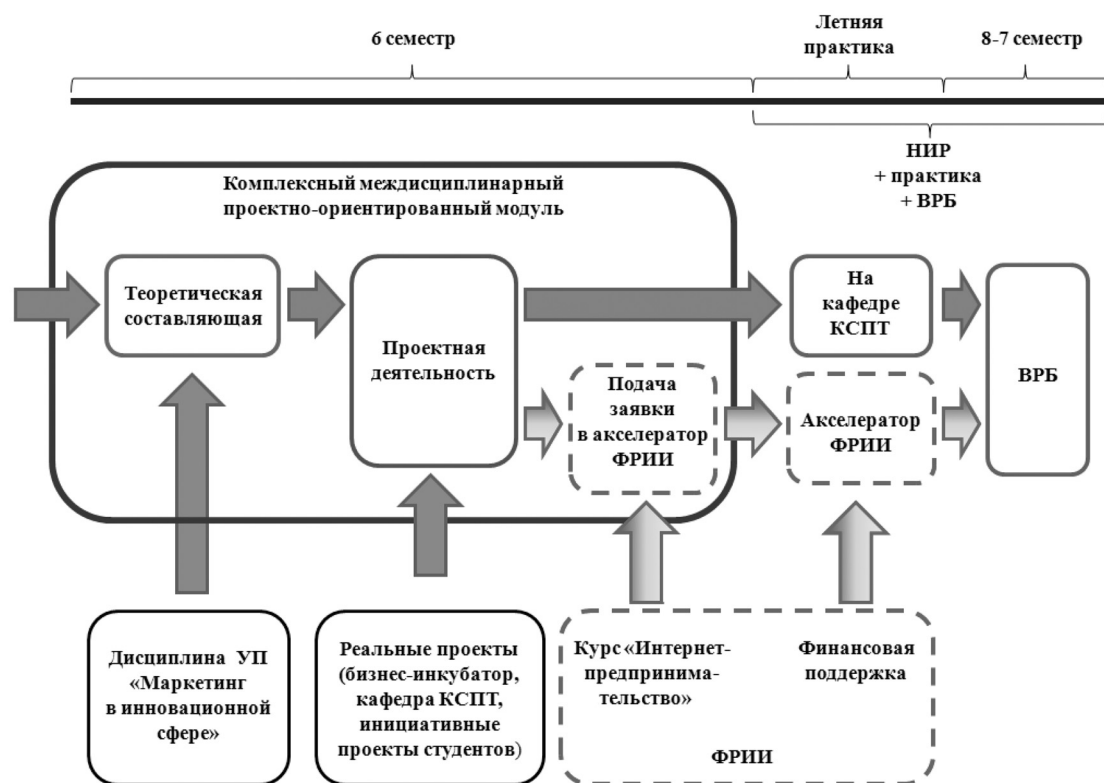 6 семестр
Летняя
практика
8-7 семестр
НИР
+ практика
+ ВРБ
Комплексный междисциплинарный
проектно-ориентированный модуль
Теоретическая
составляющая
Проектная
деятельность
Подача
заявки
в акселератор
ФРИИ
На
кафедре
КСПТ
Акселератор
ФРИИ
ВРБ
Дисциплина УП
«Маркетинг
в инновационной
сфере»
Реальные проекты
(бизнес-инкубатор,
кафедра КСПТ,
инициативные
проекты студентов)
Курс «Интернет-
предпринима-
тельство»
Финансовая
поддержка
ФРИИ